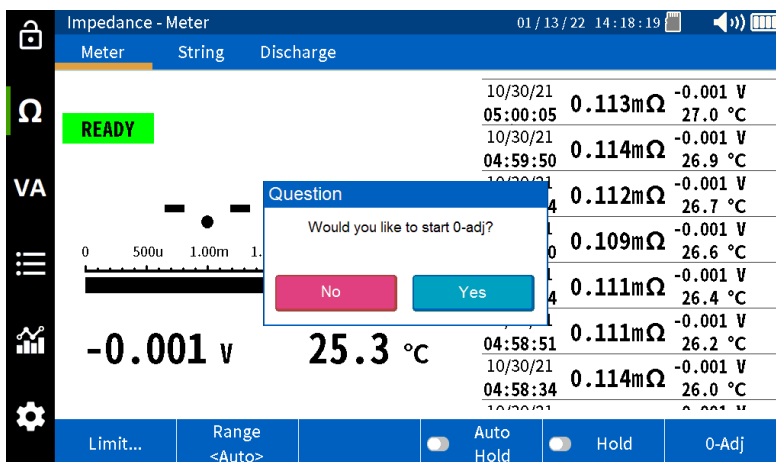 Impedance - Meter 01/13/22 14:18:19
Meter String Discharge
Ω
VA
READY
- . -
0 500u 1.00m 1.
-0.001 V 25.3 °C
Question
Would you like to start 0-adj?
No Yes
10/30/21
05:00:05 0.113mΩ -0.001 V 27.0 °C
10/30/21
04:59:50 0.114mΩ -0.001 V 26.9 °C
4 0.112mΩ -0.001 V 26.7 °C
0 0.109mΩ -0.001 V 26.6 °C
4 0.111mΩ -0.001 V 26.4 °C
04:58:51 0.111mΩ -0.001 V 26.2 °C
10/30/21
04:58:34 0.114mΩ -0.001 V 26.0 °C
Limit...
Range
<Auto>
Auto
Hold
Hold
0-Adj